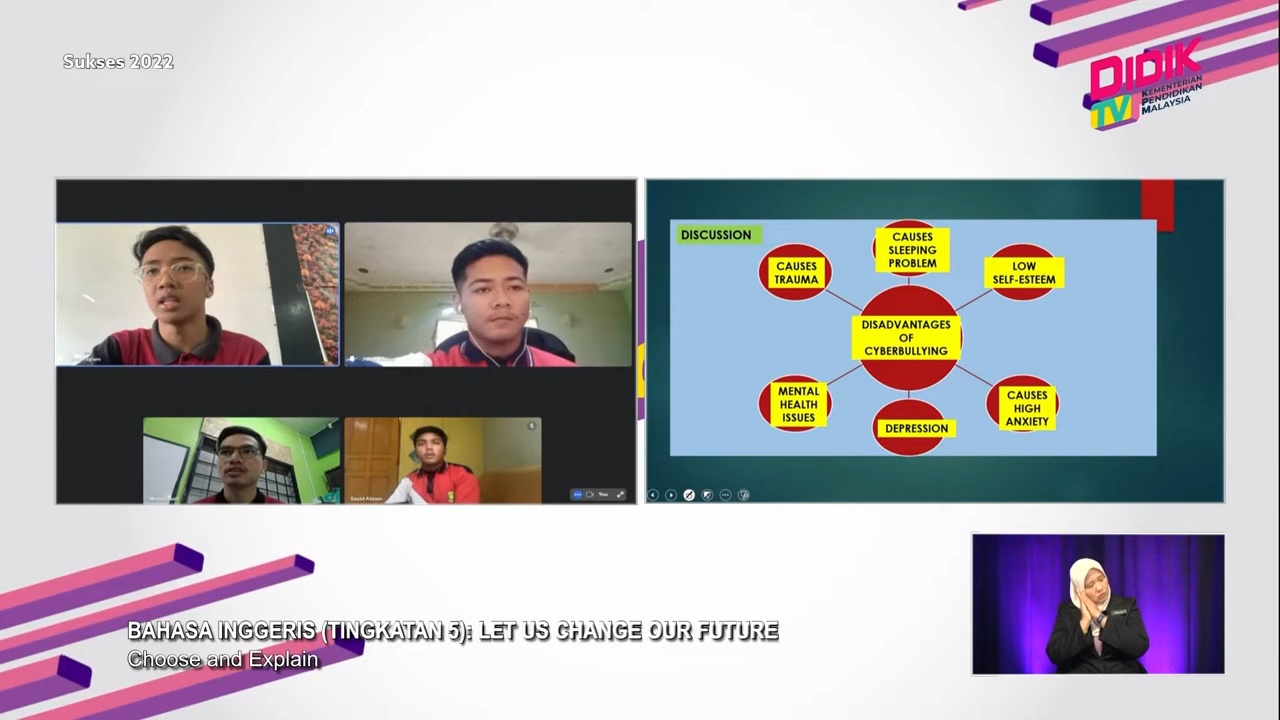 Sukses 2022
DIDIK
TV
KEMENTERIAN
PENDIDIKAN
MALAYSIA
DISCUSSION
CAUSES
TRAUMA
CAUSES
SLEEPING
PROBLEM
LOW
SELF-ESTEEM
DISADVANTAGES
OF
CYBERBULLYING
MENTAL
HEALTH
ISSUES
DEPRESSION
CAUSES
HIGH
ANXIETY
You
BAHASA INGGERIS (TINGKATAN 5): LET US CHANGE OUR FUTURE
Choose and Explain